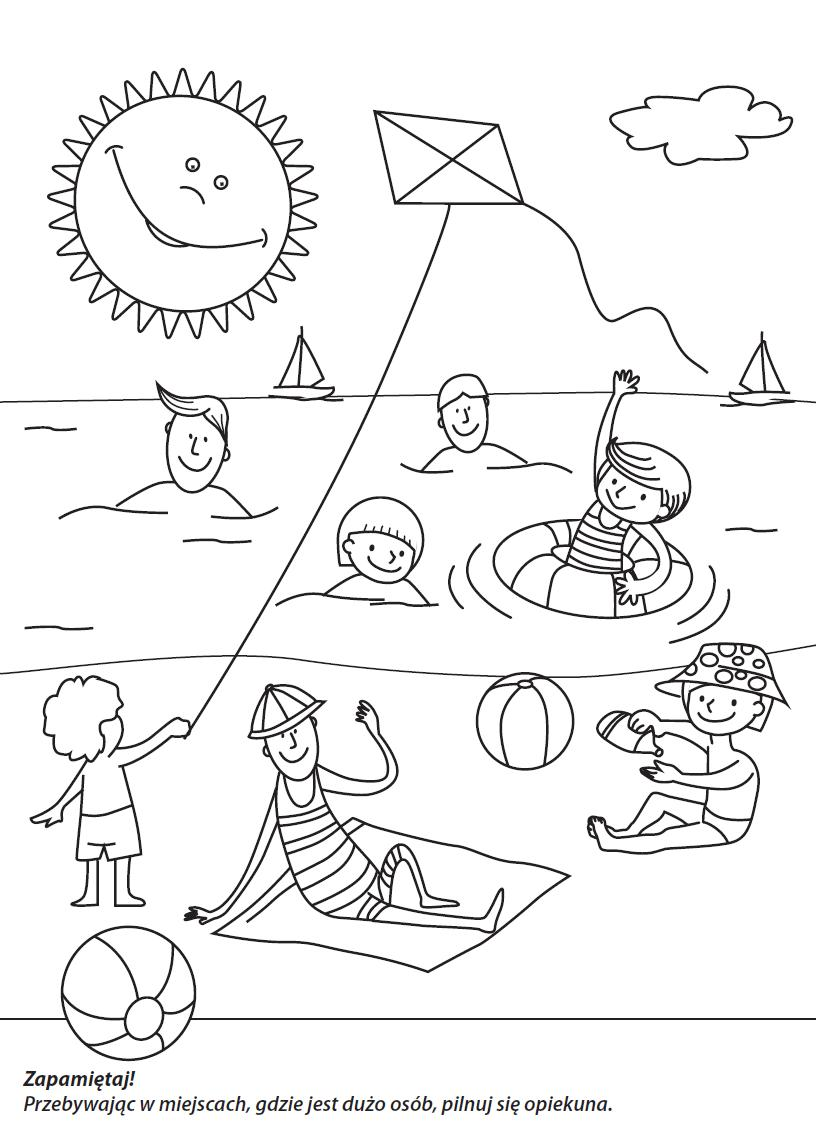 Zapamiętaj!
Przebywając w miejscach, gdzie jest dużo osób, pilnuj się opiekuna.